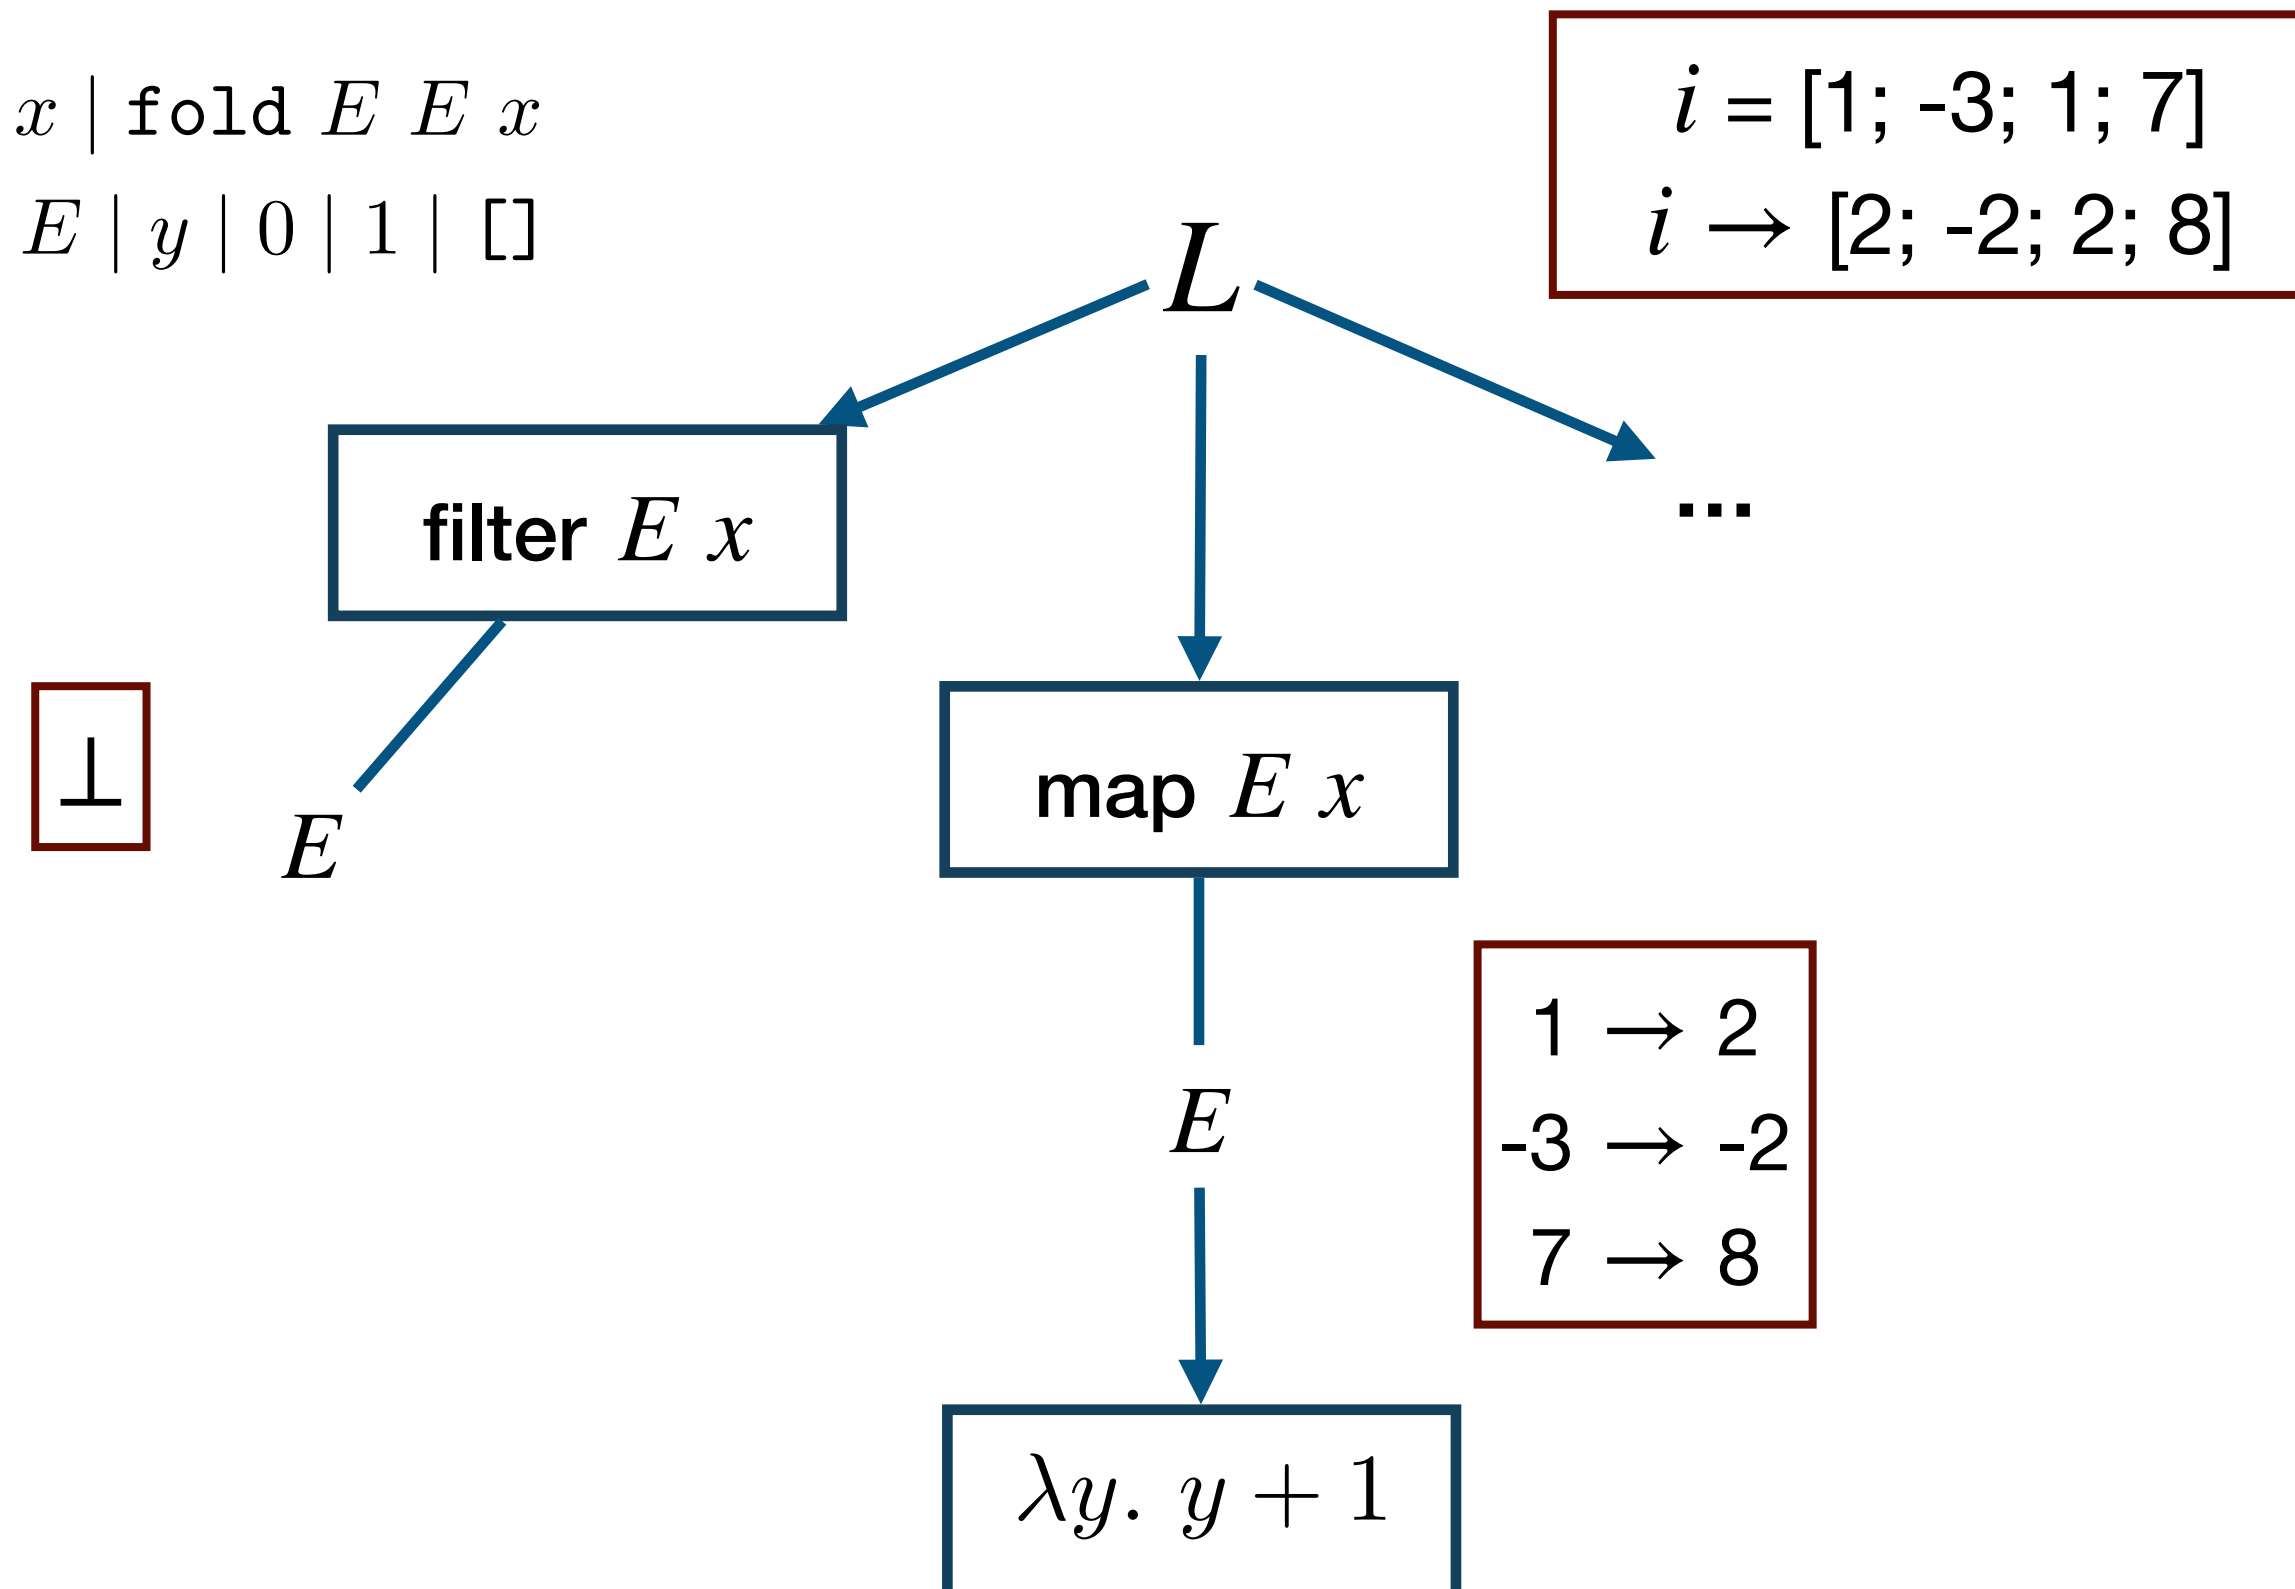 x | fold E E x
E | y | 0 | 1 | []
i = [1; -3; 1; 7]
i → [2; -2; 2; 8]
L
filter E x
...
⊥
E
map E x
E
1 → 2
-3 → -2
7 → 8
λy. y + 1